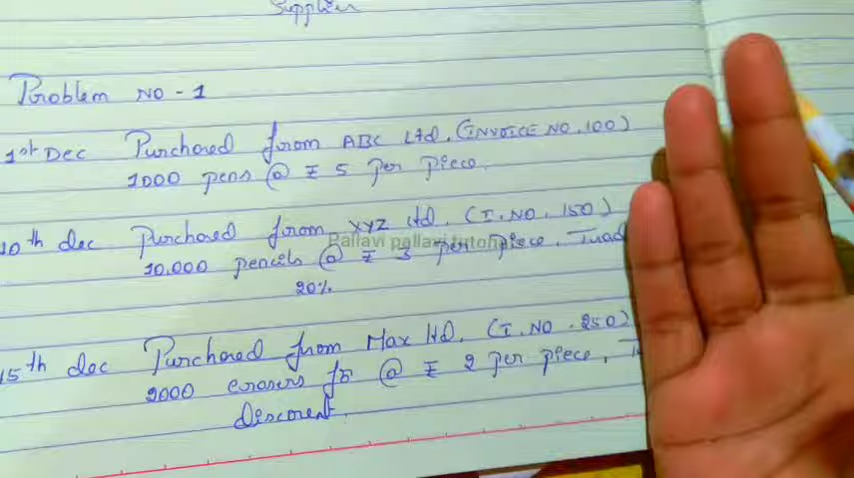 Supplier
Problem NO - 1
1st Dec Purchased from ABC Ltd. (INVOICE NO. 100)
1000 pens @ ₹ 5 per piece.
10th dec Purchased from XYZ Ltd. (I. NO. 150)
10,000 pencils @ ₹ 3 per piece. Trad
20%
15th dec Purchased from Max Ltd. (I. NO. 250)
2000 erasers @ ₹ 2 per piece,
discount.
Pallavi pallavi tutorial